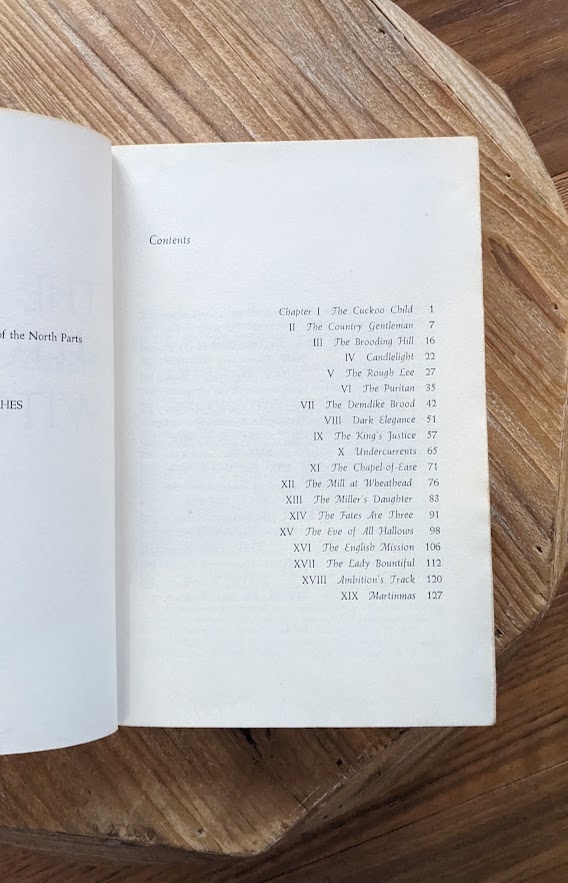 of the North Parts
HES
Contents
Chapter I The Cuckoo Child 1
II The Country Gentleman 7
III The Brooding Hill 16
IV Candlelight 22
V The Rough Lee 27
VI The Puritan 35
VII The Demdike Brood 42
VIII Dark Elegance 51
IX The King's Justice 57
X Undercurrents 65
XI The Chapel-of-Ease 71
XII The Mill at Wheathead 76
XIII The Miller's Daughter 83
XIV The Fates Are Three 91
XV The Eve of All Hallows 98
XVI The English Mission 106
XVII The Lady Bountiful 112
XVIII Ambition's Track 120
XIX Martinmas 127